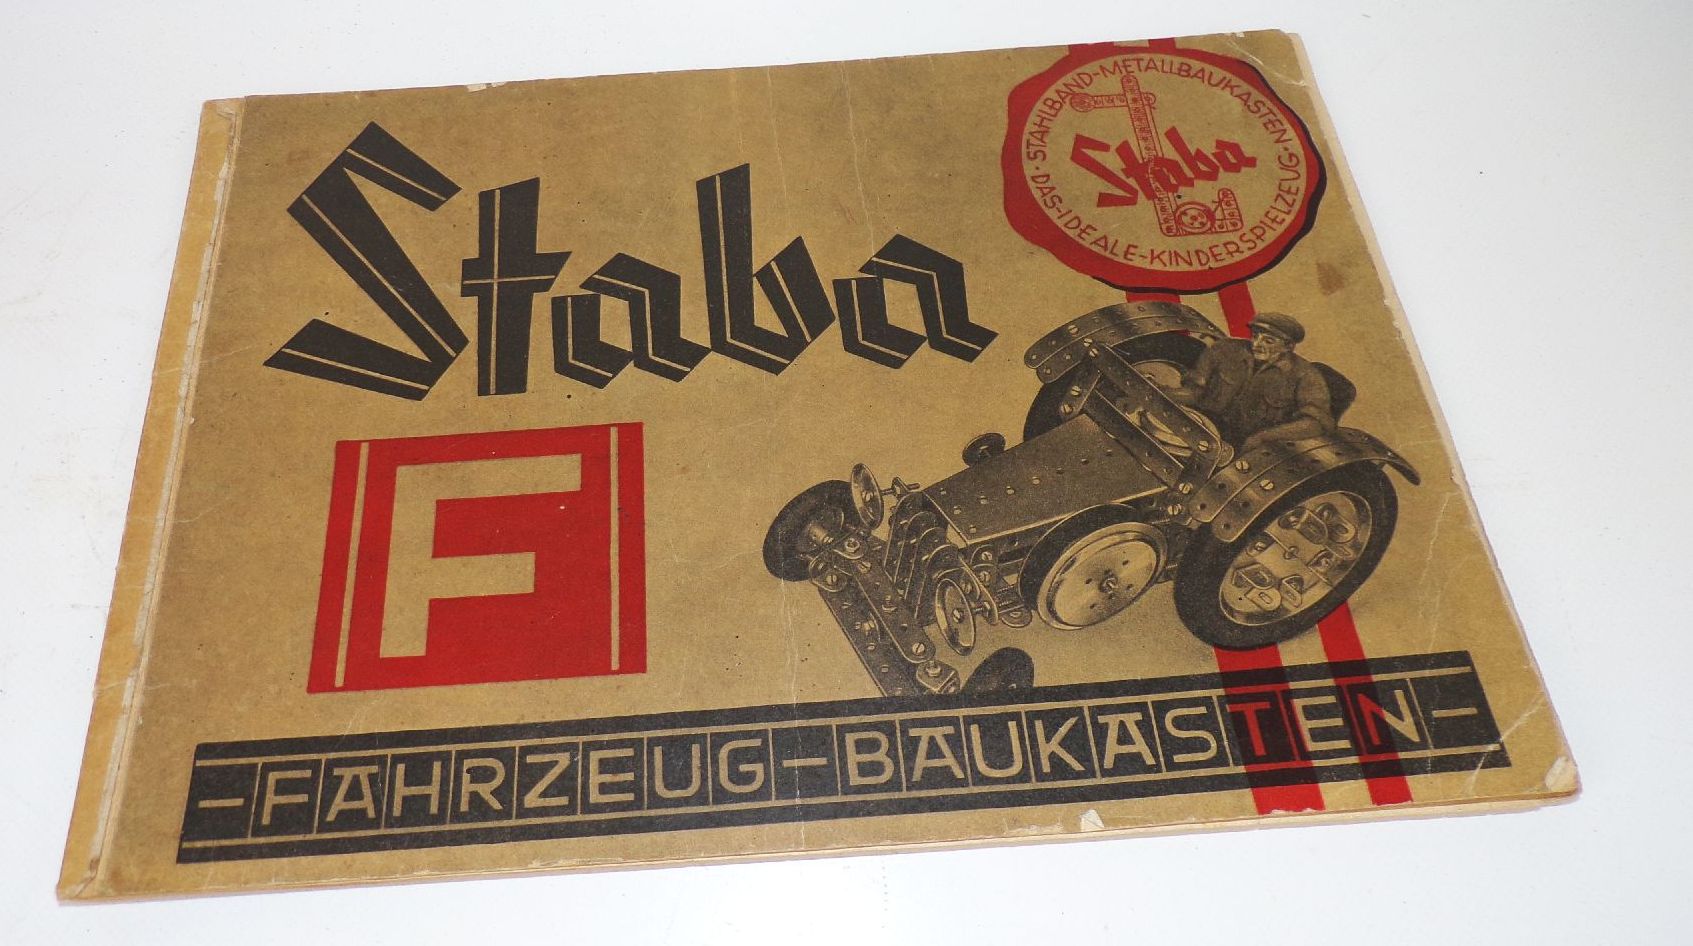 STAHLBAND-METALLBAUKASTEN
Staba
· DAS-IDEALE-KINDERSPIELZEUG ·
Staba
F
-FAHRZEUG-BAUKASTEN-